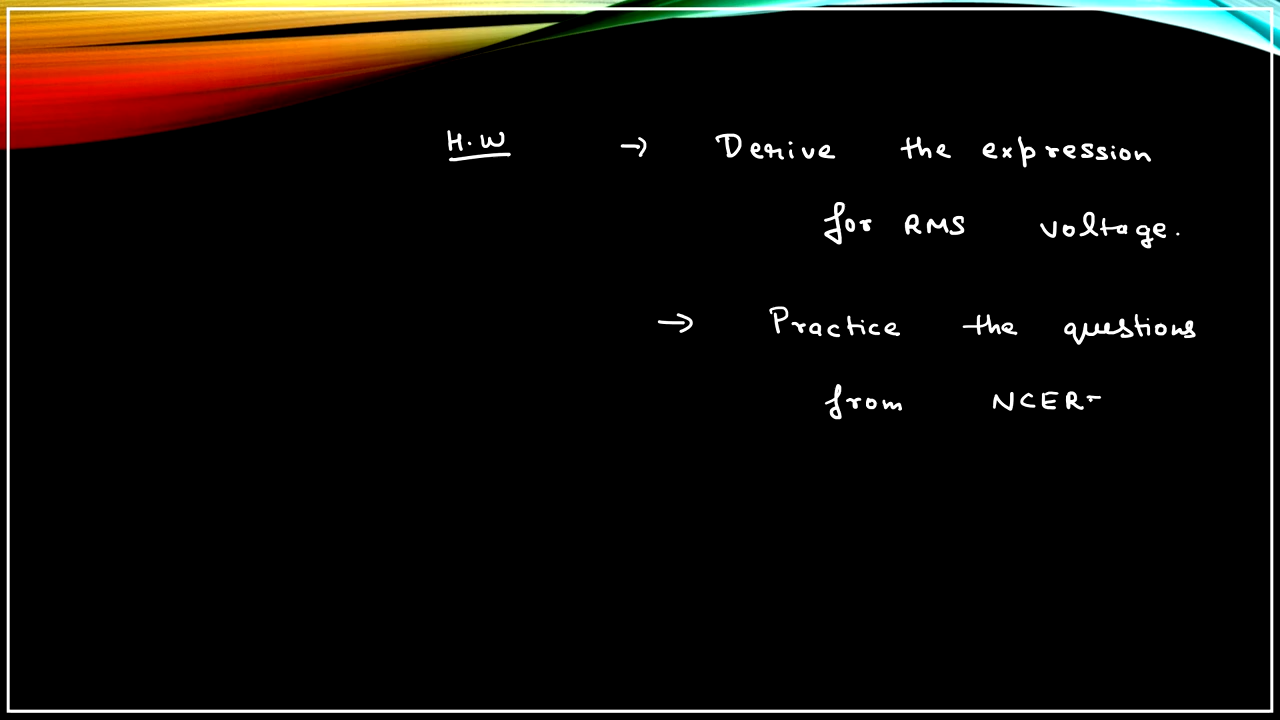 H.W → Derive the expression
for RMS voltage.
→ Practice the questions
from NCERT